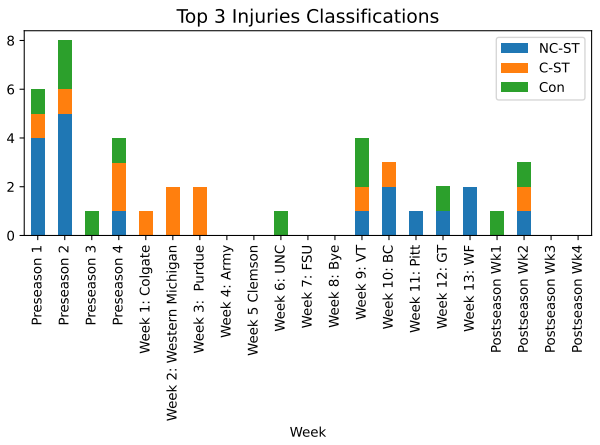 Top 3 Injuries Classifications
NC-ST
C-ST
Con
8
6
4
2
0
Preseason 1
Preseason 2
Preseason 3
Preseason 4
Week 1: Colgate
Week 2: Western Michigan
Week 3:  Purdue
Week 4: Army
Week 5 Clemson
Week 6: UNC
Week 7: FSU
Week 8: Bye
Week 9: VT
Week 10: BC
Week 11: Pitt
Week 12: GT
Week 13: WF
Postseason Wk1
Postseason Wk2
Postseason Wk3
Postseason Wk4
Week